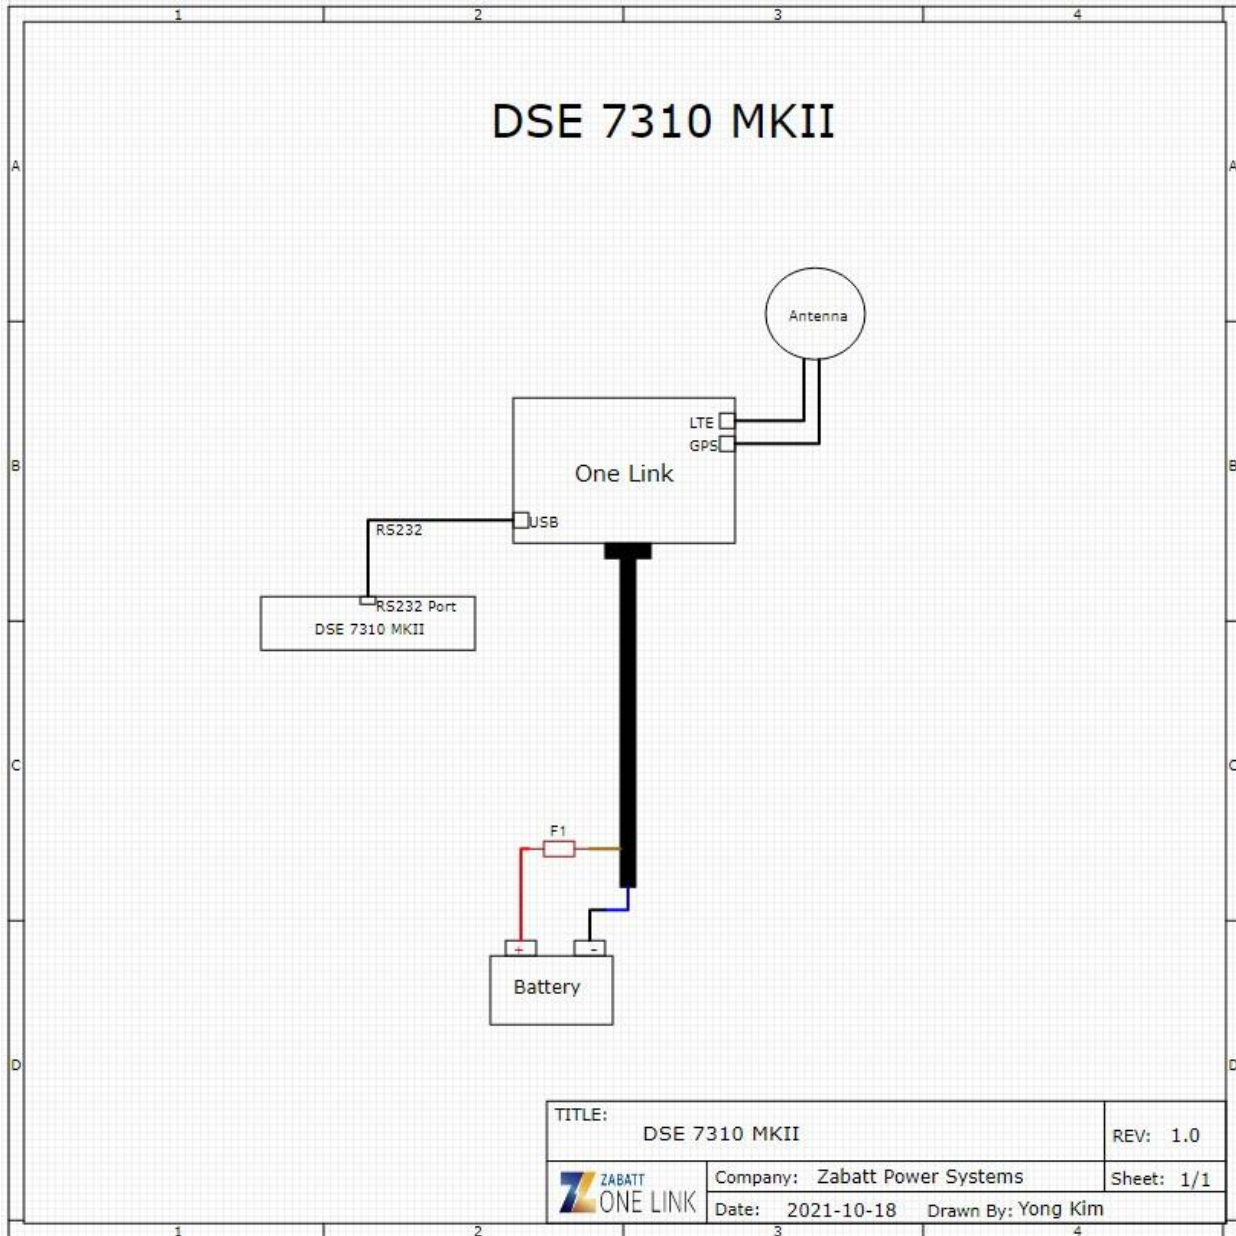 1 2 3 4
DSE 7310 MKII
A A
Antenna
LTE
GPS
B B
One Link
USB
RS232
RS232 Port
DSE 7310 MKII
C C
F1
+ -
Battery
D D
TITLE:
DSE 7310 MKII
REV: 1.0
ZABATT
ONE LINK
Company: Zabatt Power Systems
Sheet: 1/1
Date: 2021-10-18 Drawn By: Yong Kim
1 2 3 4